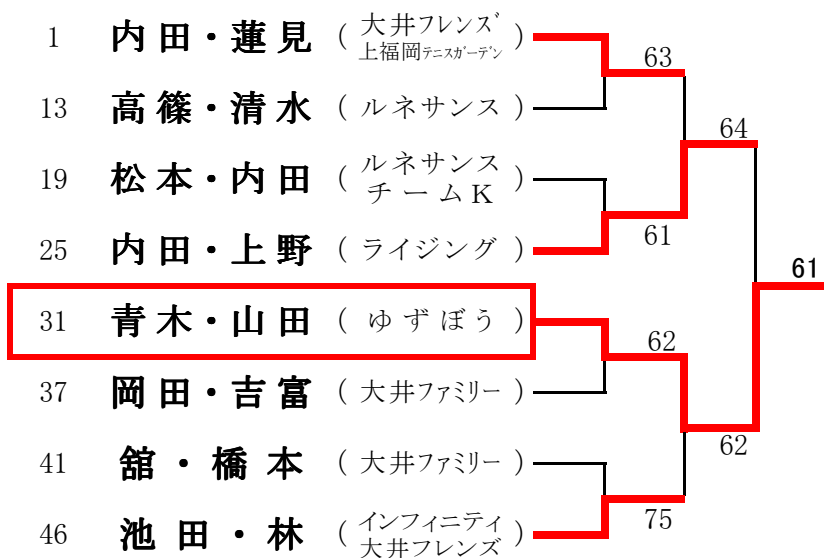 1 内田・蓮見 ( 大井フレンズ
上福岡テニスガーデン )
63
13 高篠・清水 ( ルネサンス )
64
19 松本・内田 ( ルネサンス
チームK )
61
25 内田・上野 ( ライジング )
61
31 青木・山田 ( ゆずぼう )
62
37 岡田・吉富 ( 大井ファミリー )
62
41 舘・橋本 ( 大井ファミリー )
75
46 池田・林 ( インフィニティ
大井フレンズ )